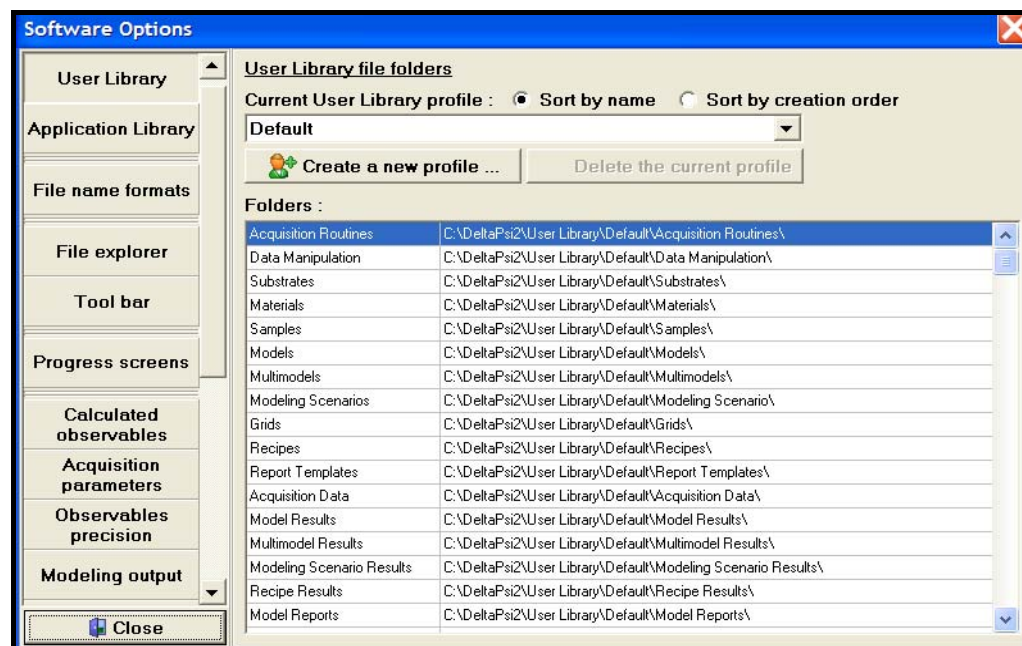 Software Options
User Library
Application Library
File name formats
File explorer
Tool bar
Progress screens
Calculated
observables
Acquisition
parameters
Observables
precision
Modeling output
Close
User Library file folders
Current User Library profile : Sort by name Sort by creation order
Default
Create a new profile ... Delete the current profile
Folders :
Acquisition Routines C:\DeltaPsi2\User Library\Default\Acquisition Routines\
Data Manipulation C:\DeltaPsi2\User Library\Default\Data Manipulation\
Substrates C:\DeltaPsi2\User Library\Default\Substrates\
Materials C:\DeltaPsi2\User Library\Default\Materials\
Samples C:\DeltaPsi2\User Library\Default\Samples\
Models C:\DeltaPsi2\User Library\Default\Models\
Multimodels C:\DeltaPsi2\User Library\Default\Multimodels\
Modeling Scenarios C:\DeltaPsi2\User Library\Default\Modeling Scenario\
Grids C:\DeltaPsi2\User Library\Default\Grids\
Recipes C:\DeltaPsi2\User Library\Default\Recipes\
Report Templates C:\DeltaPsi2\User Library\Default\Report Templates\
Acquisition Data C:\DeltaPsi2\User Library\Default\Acquisition Data\
Model Results C:\DeltaPsi2\User Library\Default\Model Results\
Multimodel Results C:\DeltaPsi2\User Library\Default\Multimodel Results\
Modeling Scenario Results C:\DeltaPsi2\User Library\Default\Modeling Scenario Results\
Recipe Results C:\DeltaPsi2\User Library\Default\Recipe Results\
Model Reports C:\DeltaPsi2\User Library\Default\Model Reports\